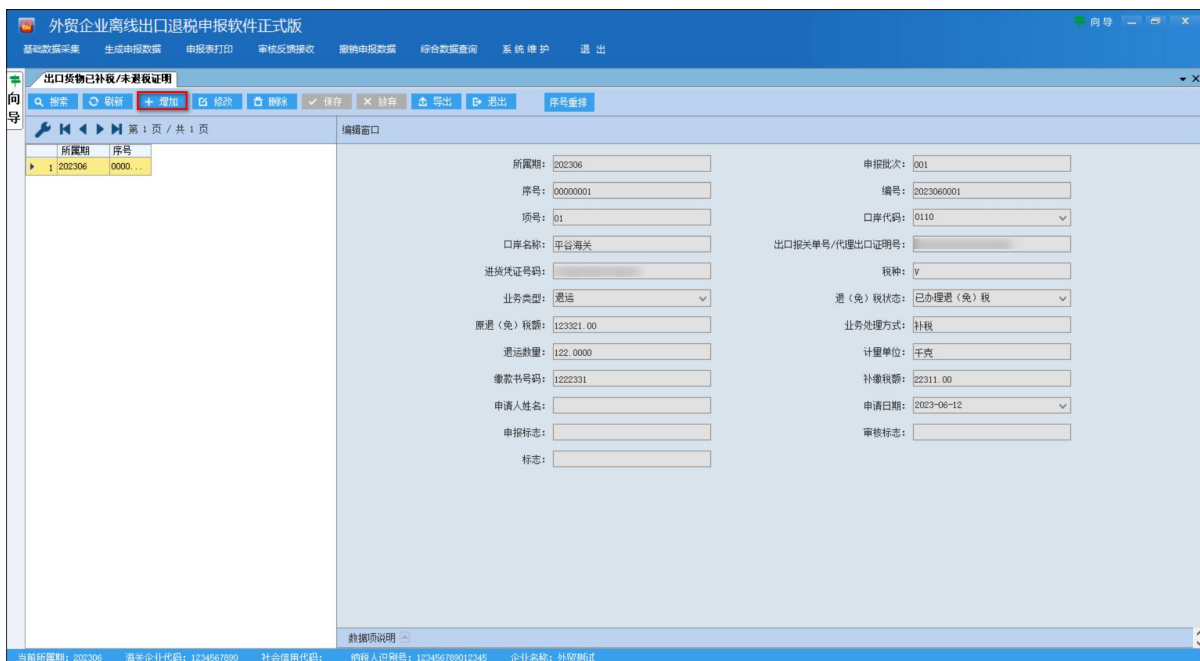 外贸企业离线出口退税申报软件正式版
向导
基础数据采集 生成申报数据 申报表打印 审核反馈接收 撤销申报数据 综合数据查询 系统维护 退出
向导
出口货物已补税/未退税证明
搜索 刷新 增加 修改 删除 保存 放弃 导出 退出 序号重排
第 1 页 / 共 1 页
编辑窗口
所属期 序号
1 202306 0000...
所属期： 202306 申报批次： 001
序号： 00000001 编号： 2023060001
项号： 01 口岸代码： 0110
口岸名称： 平谷海关 出口报关单号/代理出口证明号：
进货凭证号码： 税种： V
业务类型： 退运 退（免）税状态： 已办理退（免）税
原退（免）税额： 123321.00 业务处理方式： 补税
退运数量： 122.0000 计量单位： 千克
缴款书号码： 1222331 补缴税额： 22311.00
申请人姓名： 申请日期： 2023-06-12
申报标志： 审核标志：
标志：
数据项说明
当前所属期： 202306 海关企业代码： 1234567890 社会信用代码： 纳税人识别号： 123456789012345 企业名称： 外贸测试